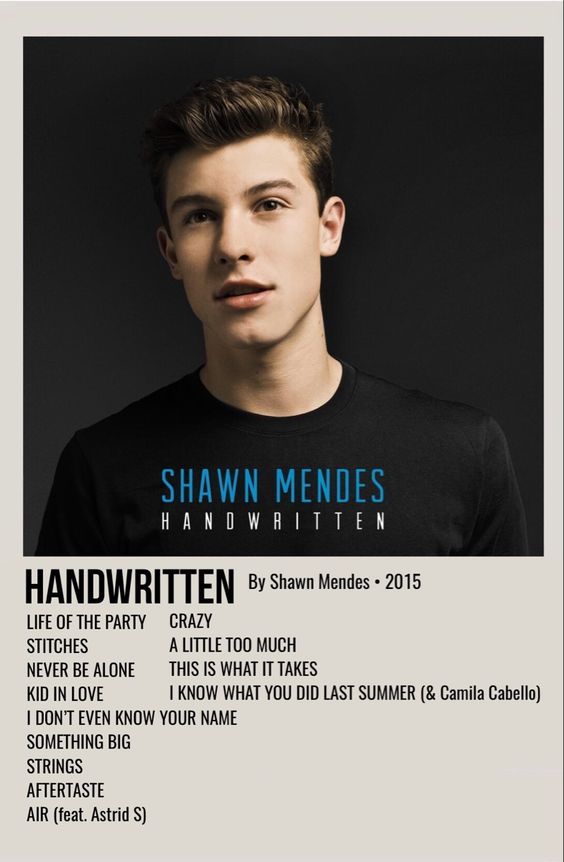 SHAWN MENDES
HANDWRITTEN
HANDWRITTEN By Shawn Mendes • 2015
LIFE OF THE PARTY
STITCHES
NEVER BE ALONE
KID IN LOVE
I DON'T EVEN KNOW YOUR NAME
SOMETHING BIG
STRINGS
AFTERTASTE
AIR (feat. Astrid S)
CRAZY
A LITTLE TOO MUCH
THIS IS WHAT IT TAKES
I KNOW WHAT YOU DID LAST SUMMER (& Camila Cabello)